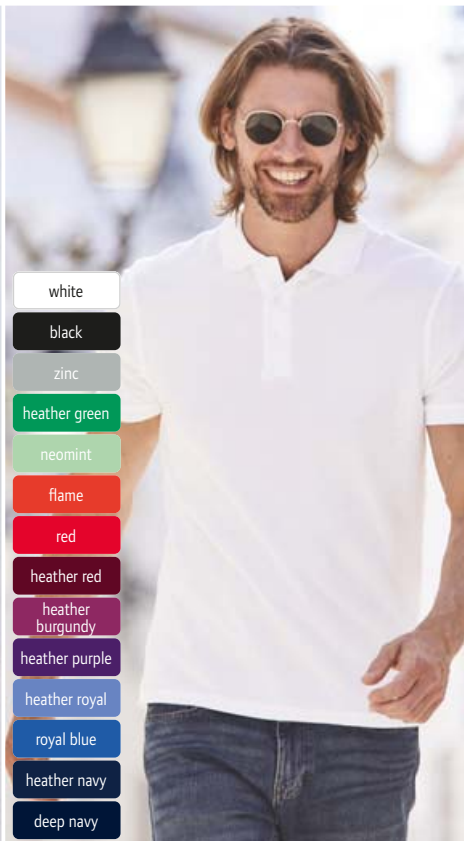 white
black
zinc
heather green
neomint
flame
red
heather red
heather
burgundy
heather purple
heather royal
royal blue
heather navy
deep navy